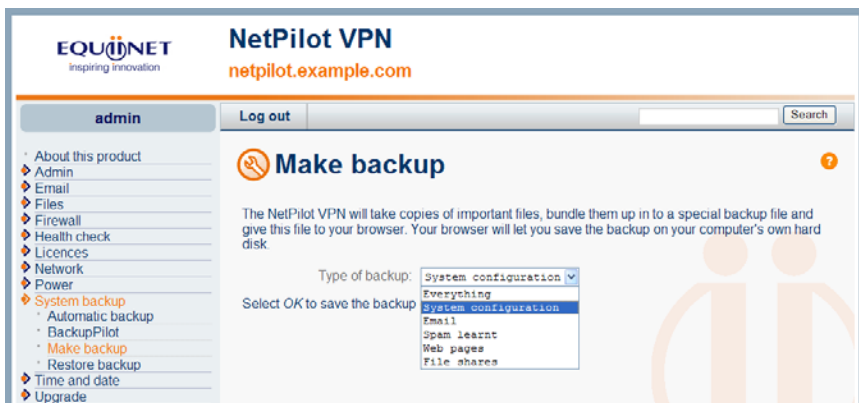 EQUiiNET
inspiring innovation
NetPilot VPN
netpilot.example.com
admin
Log out
Search
About this product
Admin
Email
Files
Firewall
Health check
Licences
Network
Power
System backup
Automatic backup
BackupPilot
Make backup
Restore backup
Time and date
Upgrade
Make backup
?
The NetPilot VPN will take copies of important files, bundle them up in to a special backup file and
give this file to your browser. Your browser will let you save the backup on your computer's own hard
disk.
Type of backup: System configuration
Select OK to save the backup
Everything
System configuration
Email
Spam learnt
Web pages
File shares